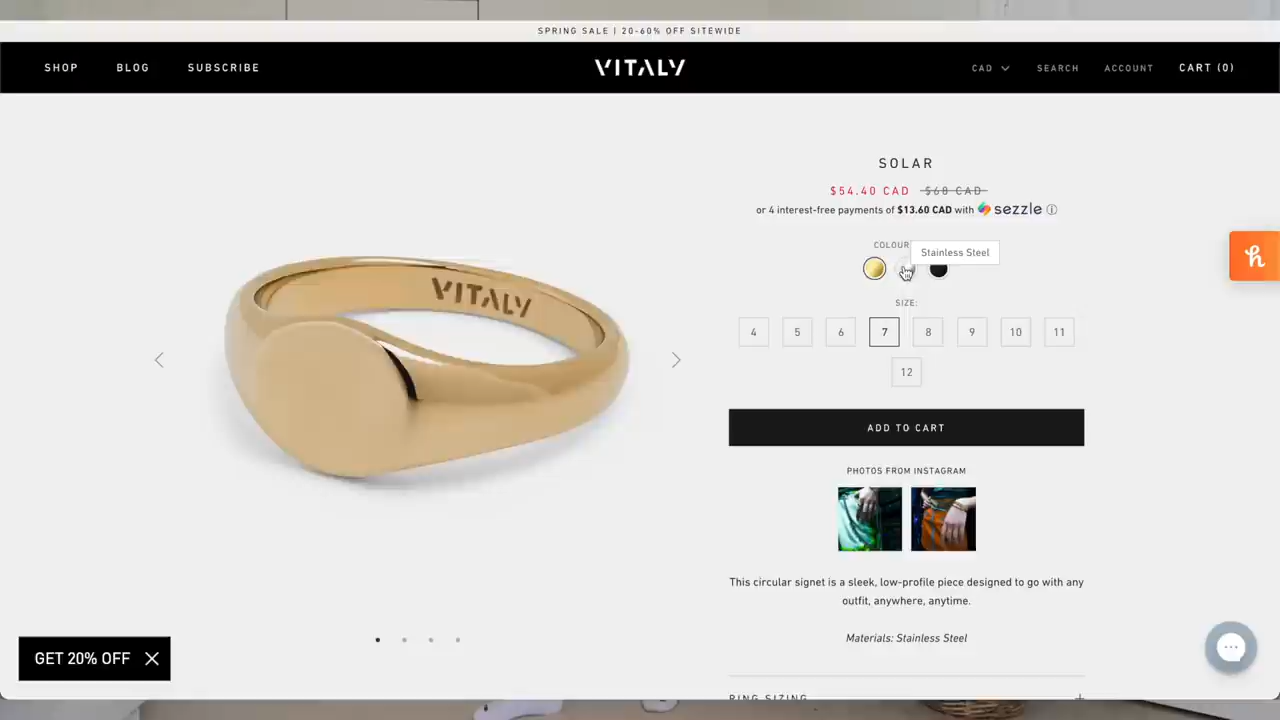 SPRING SALE | 20-60% OFF SITEWIDE
SHOP BLOG SUBSCRIBE VITALY CAD SEARCH ACCOUNT CART (0)
SOLAR
$54.40 CAD $68 CAD
or 4 interest-free payments of $13.60 CAD with sezzle ⓘ
COLOUR
Stainless Steel
VITALY
SIZE:
4 5 6 7 8 9 10 11
12
ADD TO CART
PHOTOS FROM INSTAGRAM
This circular signet is a sleek, low-profile piece designed to go with any
outfit, anywhere, anytime.
Materials: Stainless Steel
GET 20% OFF
RING SIZING +